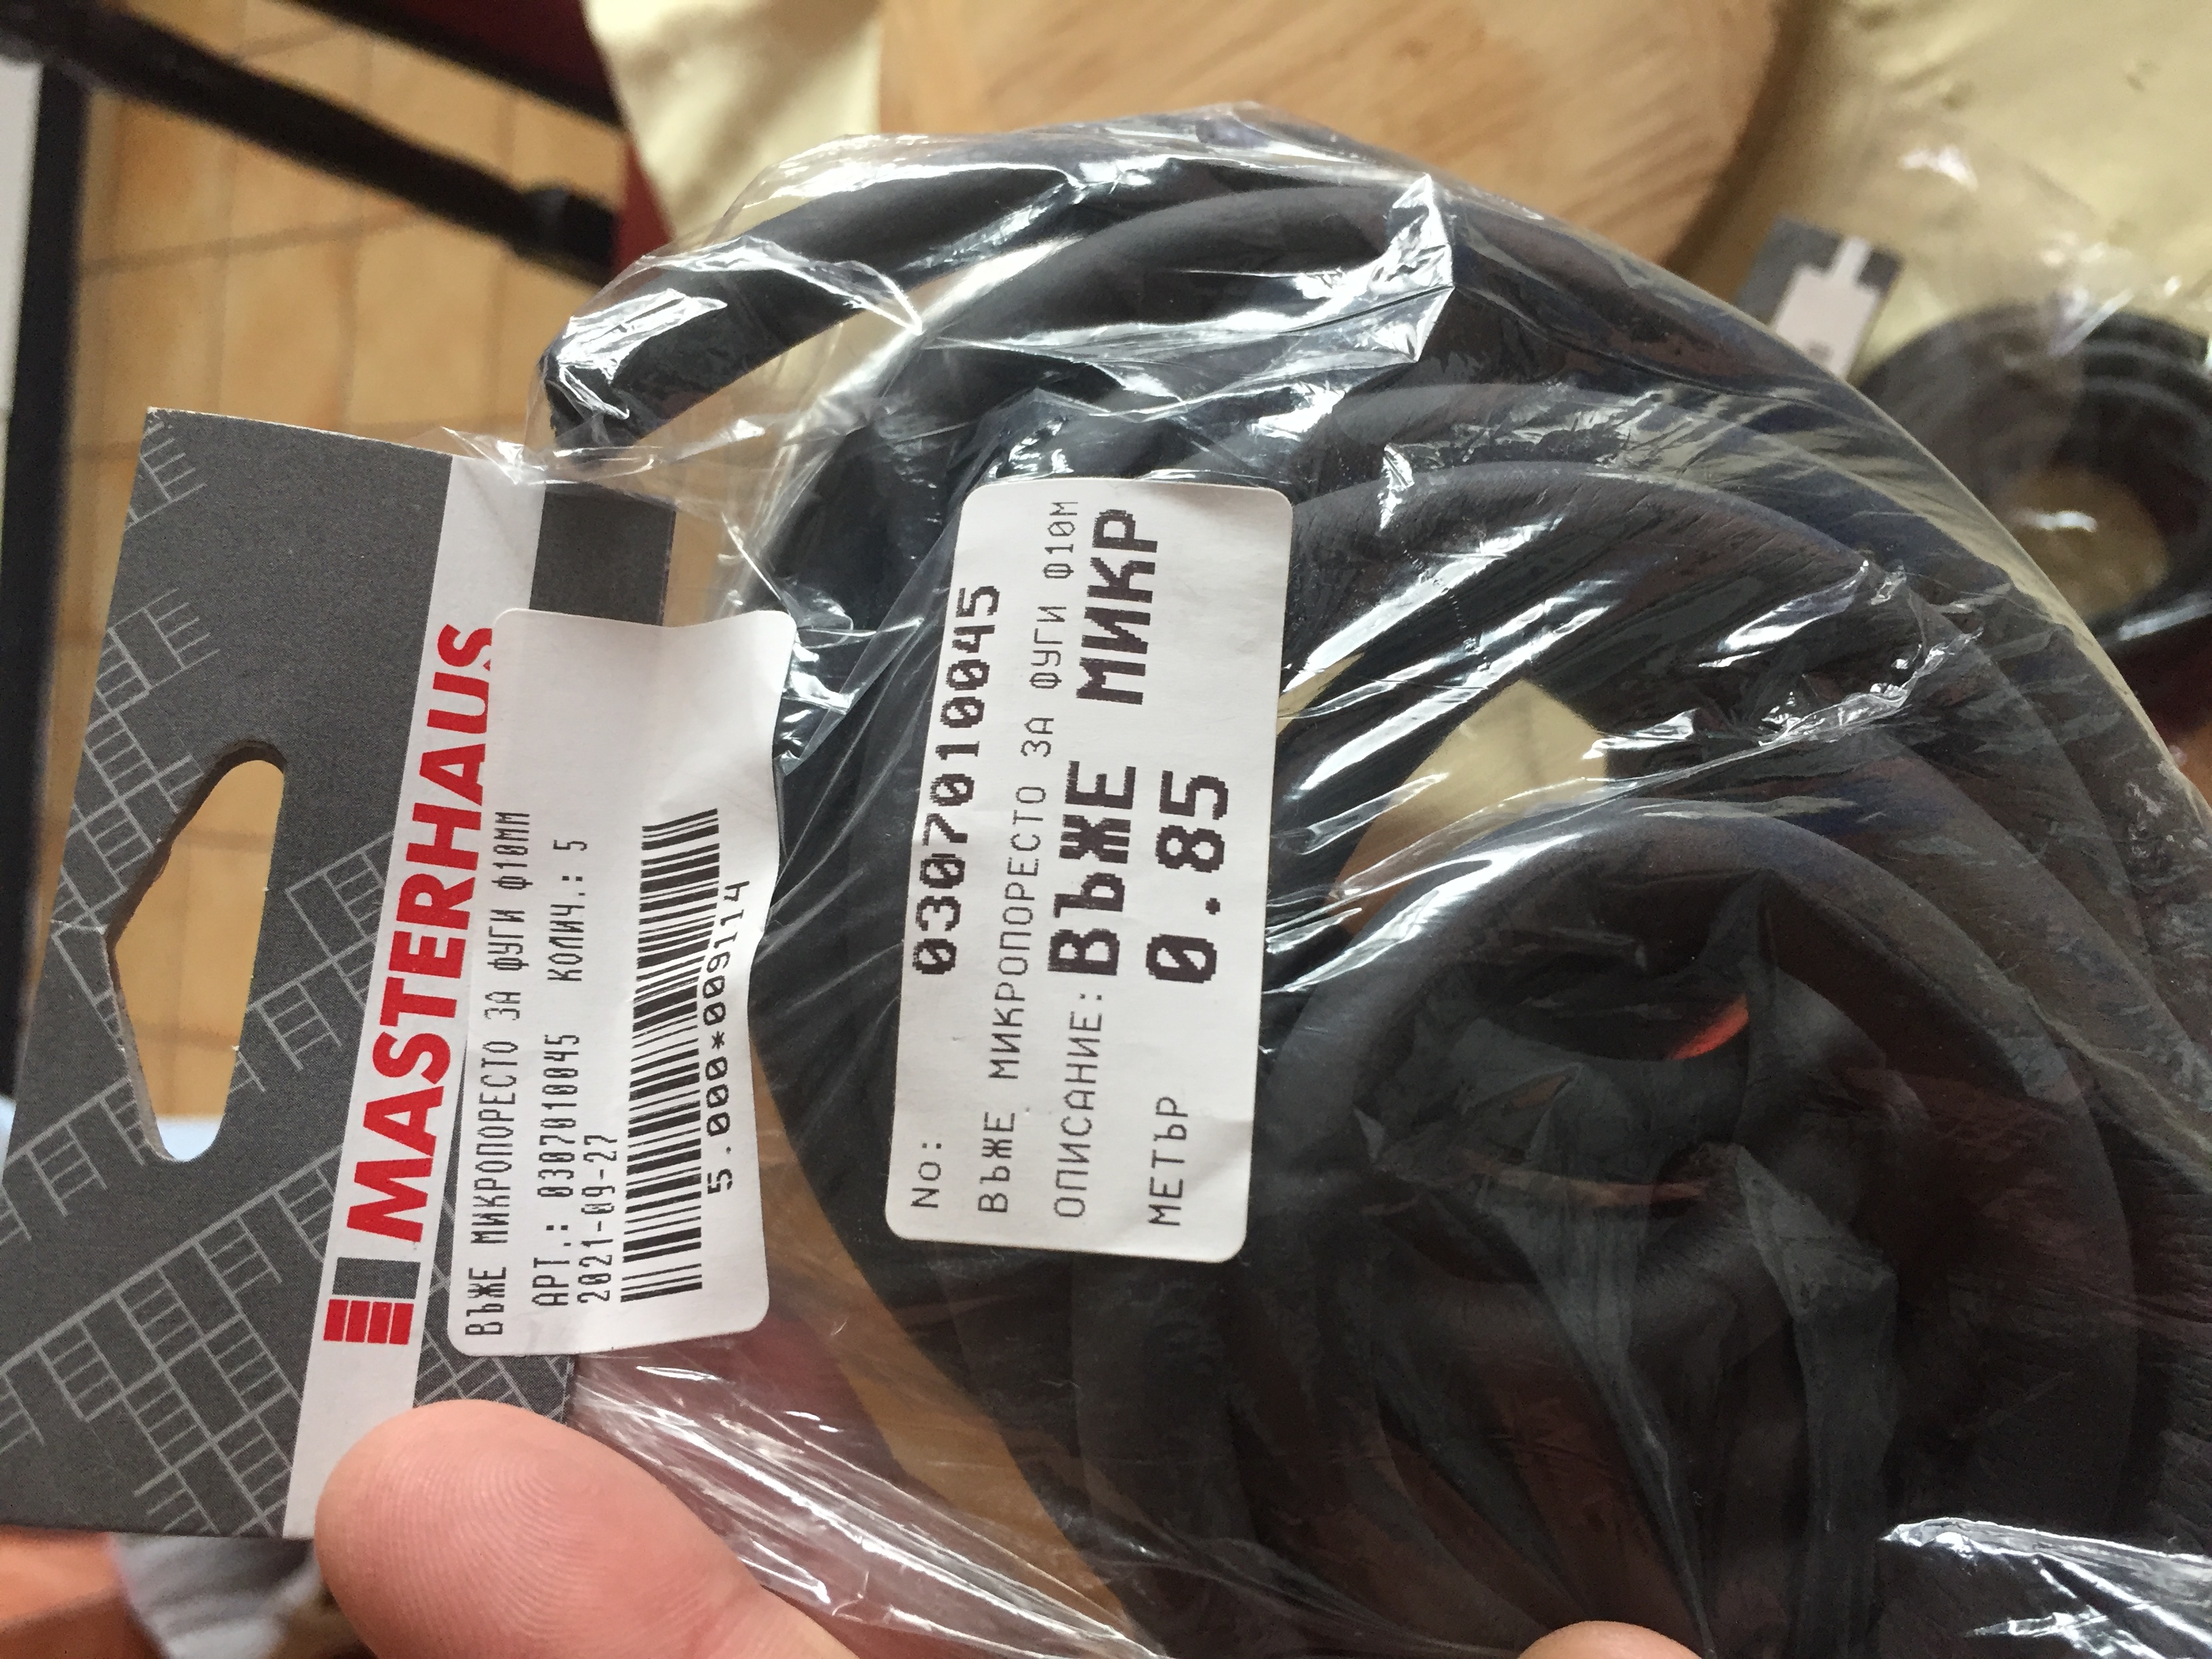 MASTERHAUS
ВЪЖЕ МИКРОПОРЕСТО ЗА ФУГИ Ф10ММ
АРТ.: 0307010045 КОЛИЧ.: 5
2021-09-27
5.000*009114
No: 0307010045
ВЪЖЕ МИКРОПОРЕСТО ЗА ФУГИ Ф10М
ОПИСАНИЕ: ВЪЖЕ МИКР
МЕТЪР 0.85